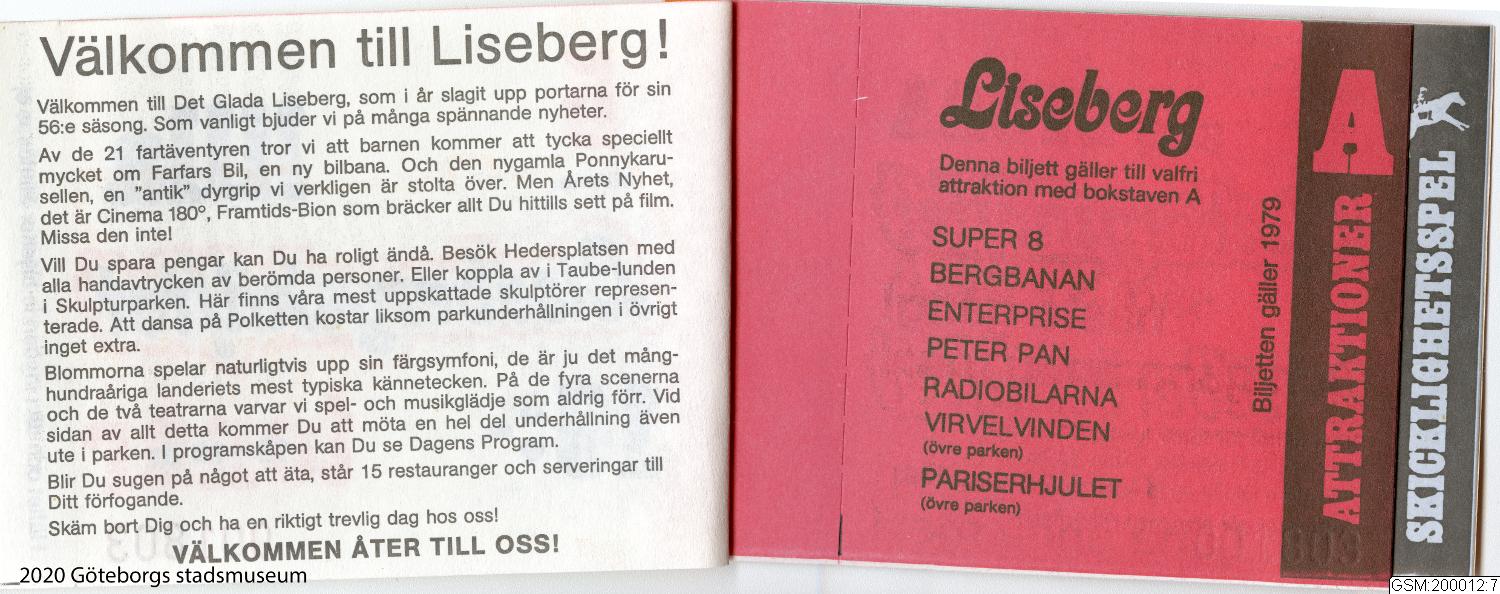 Välkommen till Liseberg!
Välkommen till Det Glada Liseberg, som i år slagit upp portarna för sin
56:e säsong. Som vanligt bjuder vi på många spännande nyheter.
Av de 21 fartäventyren tror vi att barnen kommer att tycka speciellt
mycket om Farfars Bil, en ny bilbana. Och den nygamla Ponnykaru-
sellen, en ”antik” dyrgrip vi verkligen är stolta över. Men Årets Nyhet,
det är Cinema 180°, Framtids-Bion som bräcker allt Du hittills sett på film.
Missa den inte!
Vill Du spara pengar kan Du ha roligt ändå. Besök Hedersplatsen med
alla handavtrycken av berömda personer. Eller koppla av i Taube-lunden
i Skulpturparken. Här finns våra mest uppskattade skulptörer represen-
terade. Att dansa på Polketten kostar liksom parkunderhållningen i övrigt
inget extra.
Blommorna spelar naturligtvis upp sin färgsymfoni, de är ju det mång-
hundraåriga landeriets mest typiska kännetecken. På de fyra scenerna
och de två teatrarna varvar vi spel- och musikglädje som aldrig förr. Vid
sidan av allt detta kommer Du att möta en hel del underhållning även
ute i parken. I programskåpen kan Du se Dagens Program.
Blir Du sugen på något att äta, står 15 restauranger och serveringar till
Ditt förfogande.
Skäm bort Dig och ha en riktigt trevlig dag hos oss!
VÄLKOMMEN ÅTER TILL OSS!
Liseberg
Denna biljett gäller till valfri
attraktion med bokstaven A
SUPER 8
BERGBANAN
ENTERPRISE
PETER PAN
RADIOBILARNA
VIRVELVINDEN
(övre parken)
PARISERHJULET
(övre parken)
Biljetten gäller 1979
A
ATTRAKTIONER
SKICKLIGHETSSPEL
2020 Göteborgs stadsmuseum
GSM:200012:7